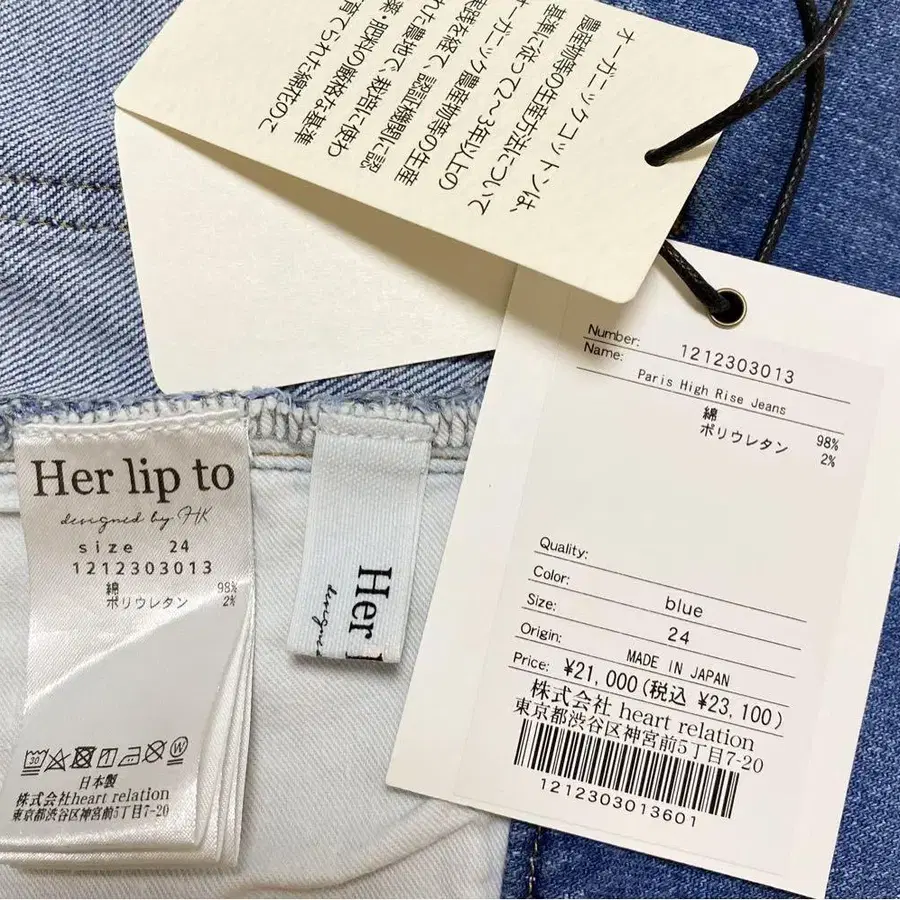 オーガニックコットンは、
農産物等の生産方法について
基準に従って2〜3年以上の
オーガニック農産物等の生産
実践を経て、認証機関に認
れた農地で、栽培に使わ
薬・肥料の厳格な基準
育てられた綿花のこ
Number: 1212303013
Name: Paris High Rise Jeans
綿 98%
ポリウレタン 2%
Quality:
Color: blue
Size: 24
Origin: MADE IN JAPAN
Price: ¥21,000(税込 ¥23,100)
株式会社 heart relation
東京都渋谷区神宮前5丁目7-20
1212303013601
Her lip to
designed by HK
size 24
1212303013
綿 98%
ポリウレタン 2%
30
W
日本製
株式会社heart relation
東京都渋谷区神宮前5丁目7-20
Her l
designed